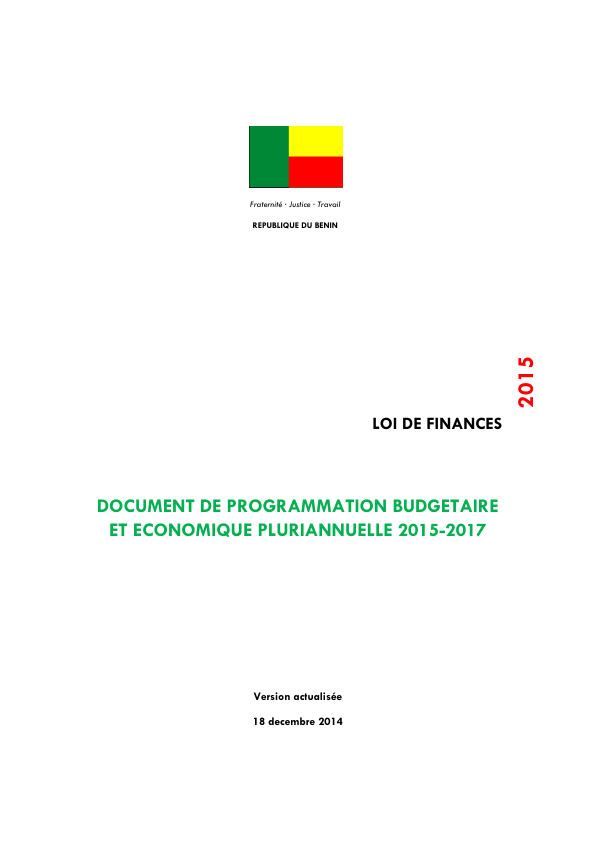 Fraternité - Justice - Travail
REPUBLIQUE DU BENIN
2015
LOI DE FINANCES
DOCUMENT DE PROGRAMMATION BUDGETAIRE
ET ECONOMIQUE PLURIANNUELLE 2015-2017
Version actualisée
18 decembre 2014